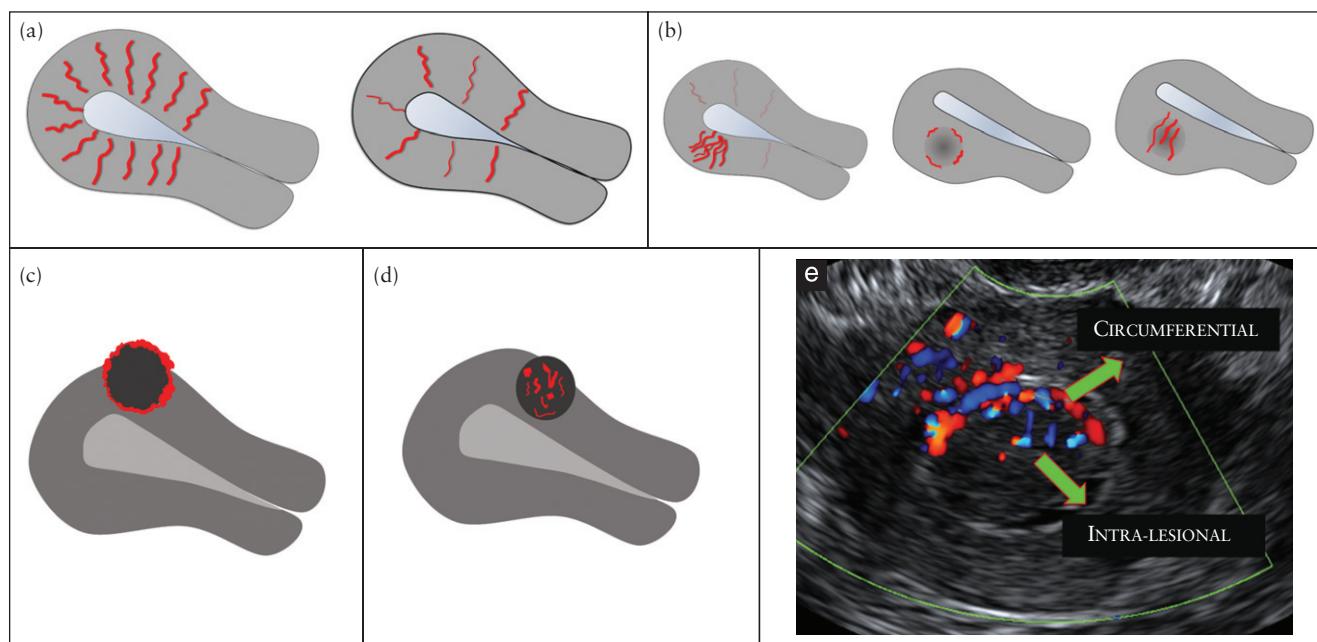 (a)
(b)
(c)
(d)
e
CIRCUMFERENTIAL
INTRA-LESIONAL